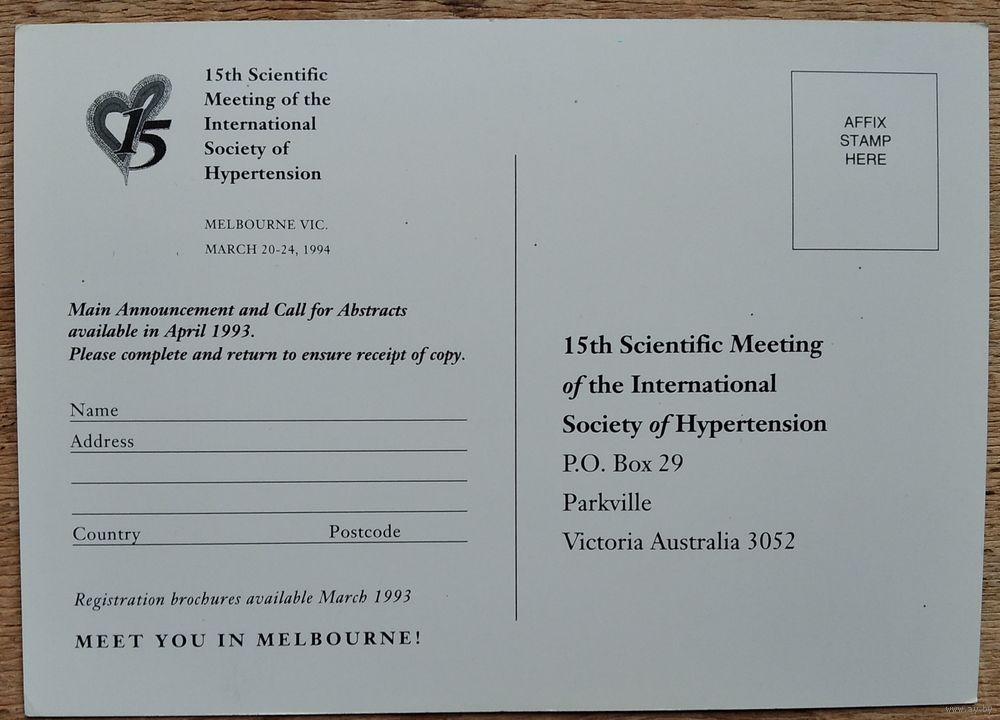 15
15th Scientific
Meeting of the
International
Society of
Hypertension
MELBOURNE VIC.
MARCH 20-24, 1994
Main Announcement and Call for Abstracts
available in April 1993.
Please complete and return to ensure receipt of copy.
Name
Address
Country Postcode
Registration brochures available March 1993
MEET YOU IN MELBOURNE!
AFFIX
STAMP
HERE
15th Scientific Meeting
of the International
Society of Hypertension
P.O. Box 29
Parkville
Victoria Australia 3052
www.ay.by